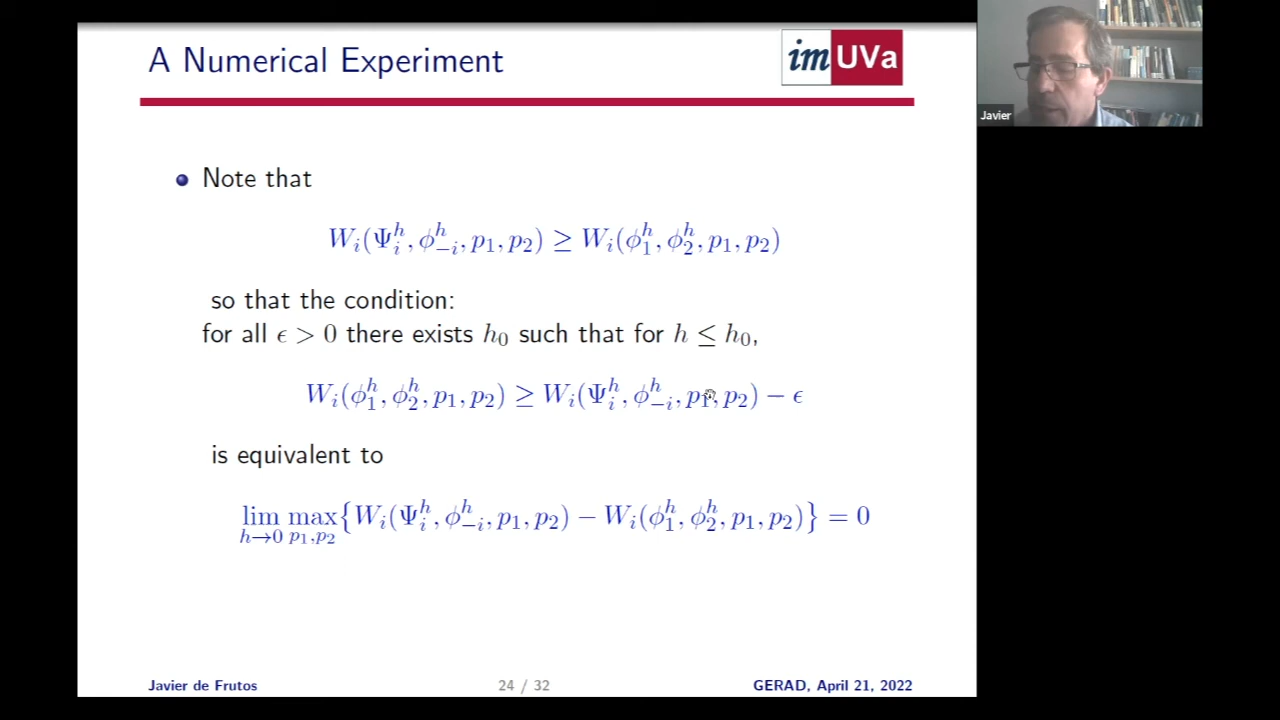 A Numerical Experiment
im UVa
Javier
Note that
W_i(Ψ_i^h, ϕ_{-i}^h, p_1, p_2) ≥ W_i(ϕ_1^h, ϕ_2^h, p_1, p_2)
so that the condition:
for all ϵ > 0 there exists h_0 such that for h ≤ h_0,
W_i(ϕ_1^h, ϕ_2^h, p_1, p_2) ≥ W_i(Ψ_i^h, ϕ_{-i}^h, p_1, p_2) − ϵ
is equivalent to
lim_{h→0} max_{p_1,p_2} {W_i(Ψ_i^h, ϕ_{-i}^h, p_1, p_2) − W_i(ϕ_1^h, ϕ_2^h, p_1, p_2)} = 0
Javier de Frutos 24 / 32 GERAD, April 21, 2022